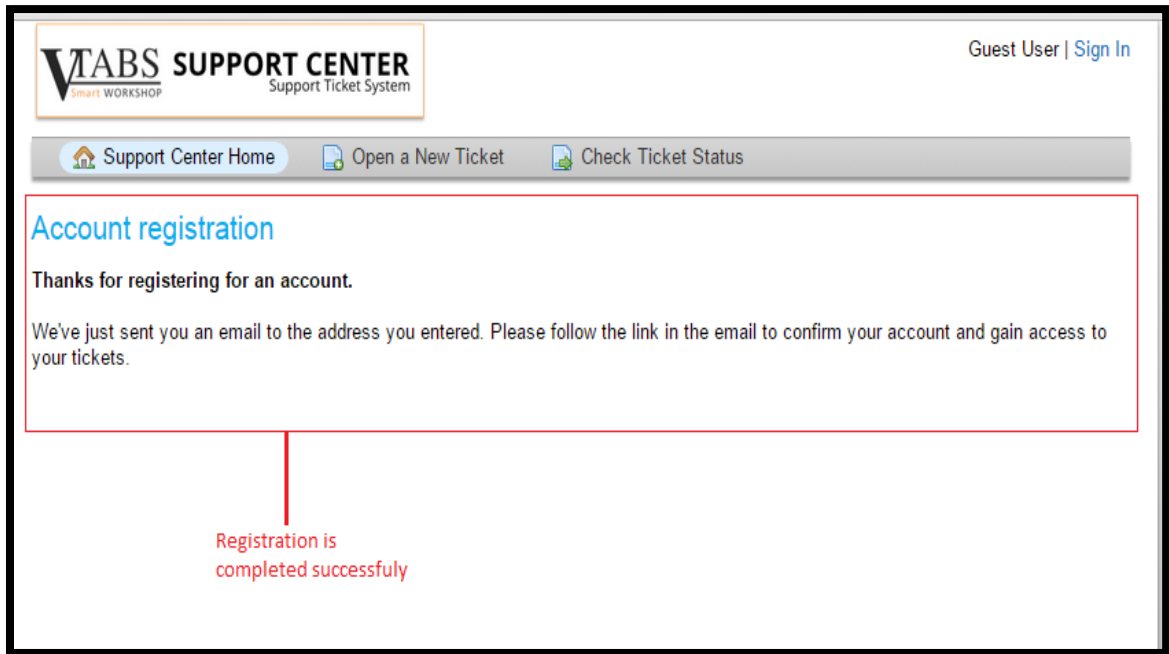 VTABS SUPPORT CENTER
Smart WORKSHOP Support Ticket System
Guest User | Sign In
Support Center Home Open a New Ticket Check Ticket Status
Account registration
Thanks for registering for an account.
We've just sent you an email to the address you entered. Please follow the link in the email to confirm your account and gain access to
your tickets.
Registration is
completed successfuly